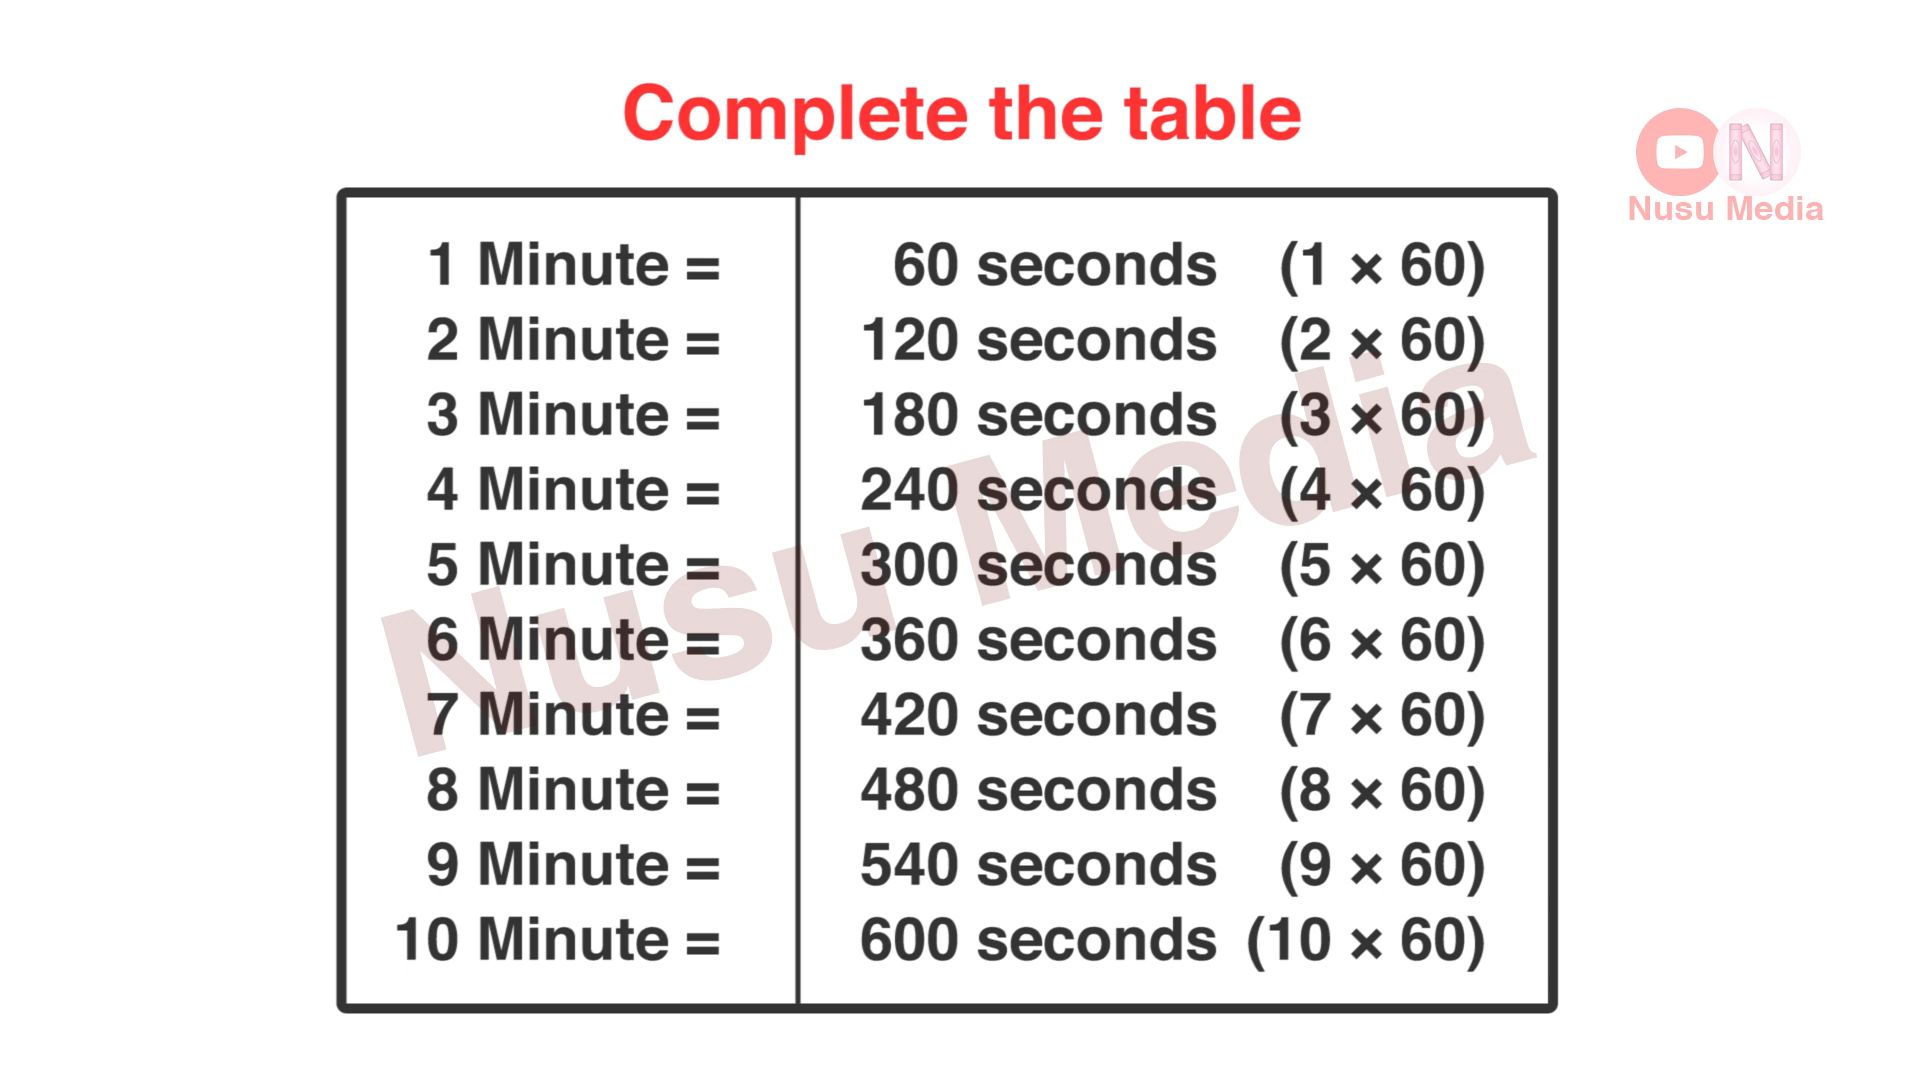 Complete the table
Nusu Media
1 Minute = 60 seconds (1 × 60)
2 Minute = 120 seconds (2 × 60)
3 Minute = 180 seconds (3 × 60)
4 Minute = 240 seconds (4 × 60)
5 Minute = 300 seconds (5 × 60)
6 Minute = 360 seconds (6 × 60)
7 Minute = 420 seconds (7 × 60)
8 Minute = 480 seconds (8 × 60)
9 Minute = 540 seconds (9 × 60)
10 Minute = 600 seconds (10 × 60)
Nusu Media